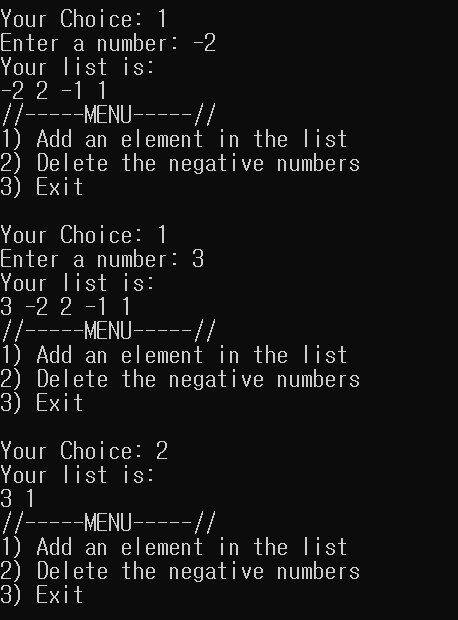 Your Choice: 1
Enter a number: -2
Your list is:
-2 2 -1 1
//-----MENU-----//
1) Add an element in the list
2) Delete the negative numbers
3) Exit

Your Choice: 1
Enter a number: 3
Your list is:
3 -2 2 -1 1
//-----MENU-----//
1) Add an element in the list
2) Delete the negative numbers
3) Exit

Your Choice: 2
Your list is:
3 1
//-----MENU-----//
1) Add an element in the list
2) Delete the negative numbers
3) Exit